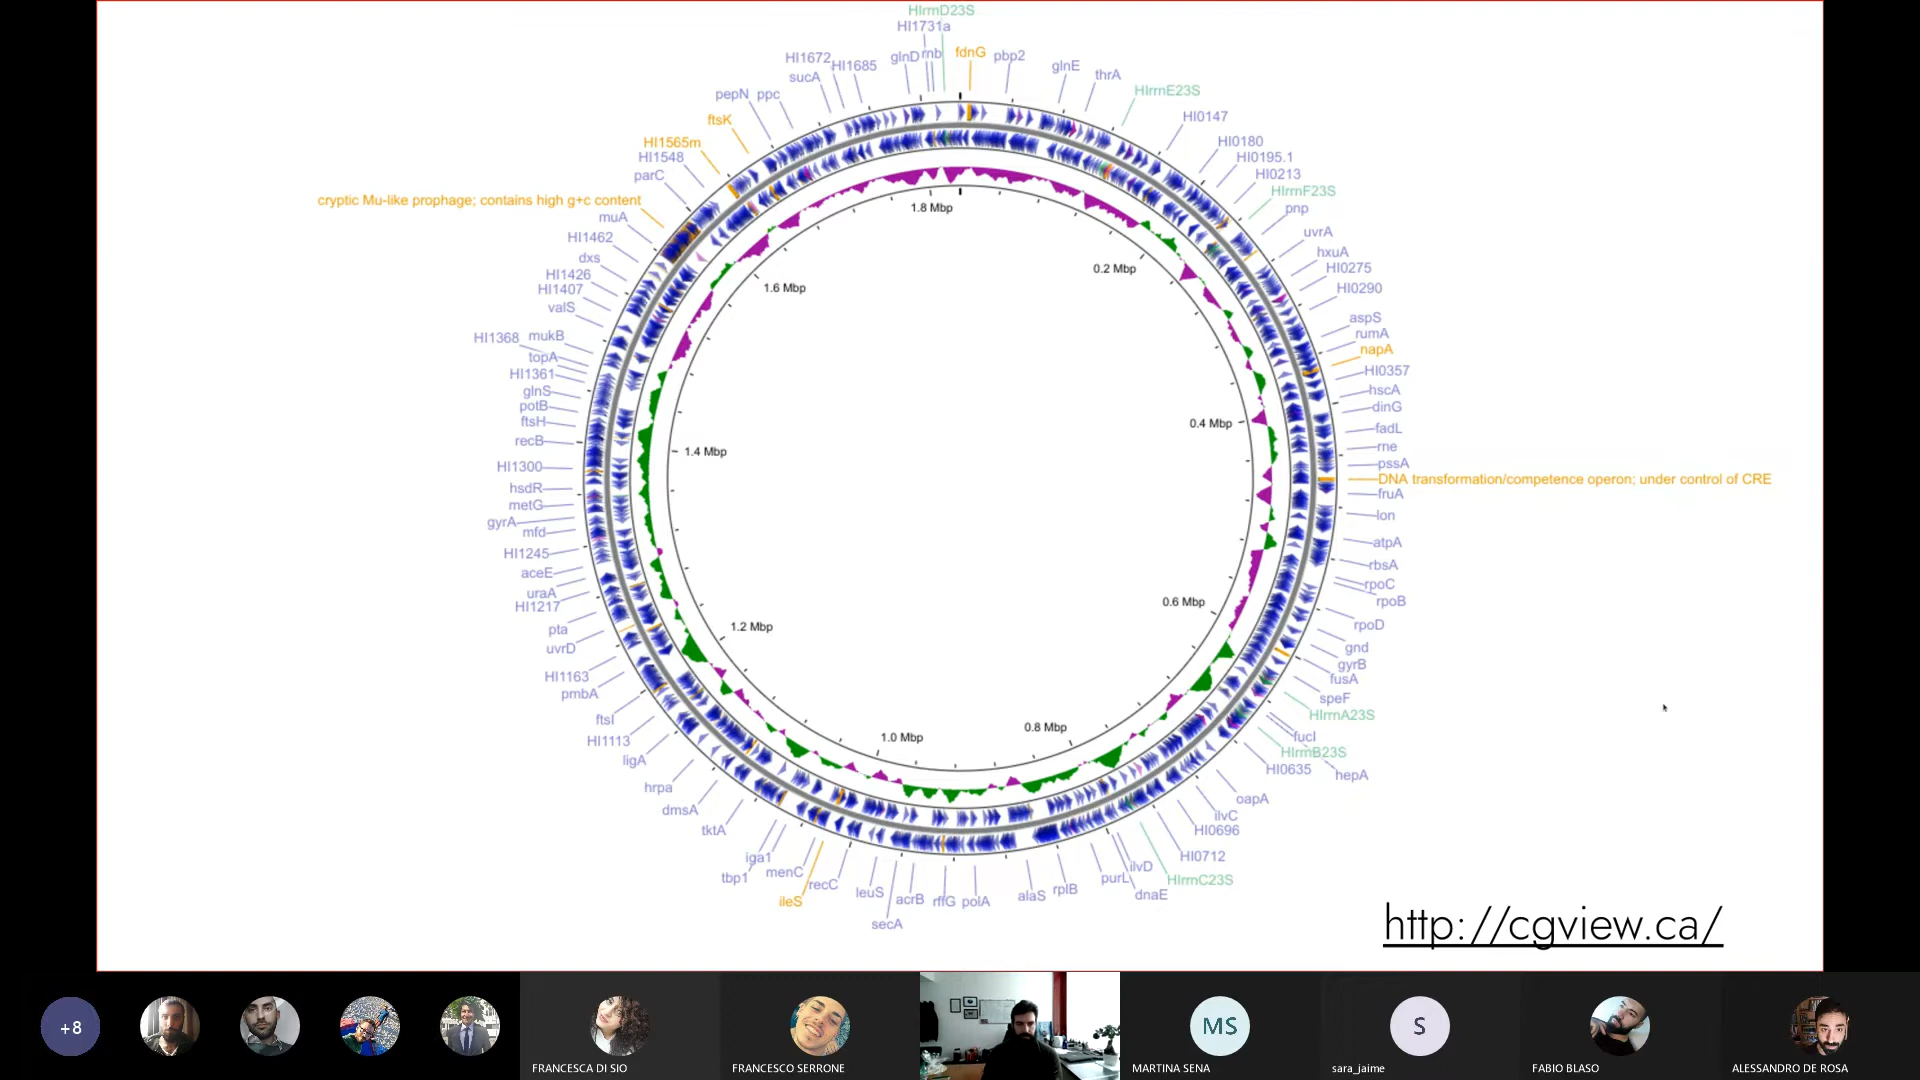 HIrrnD23S
HI1731a
glnD
rnb
fdnG
pbp2
glnE
thrA
HIrrnE23S
HI0147
HI0180
HI0195.1
HI0213
HIrrnF23S
pnp
uvrA
hxuA
HI0275
HI0290
aspS
rumA
napA
HI0357
hscA
dinG
fadL
rne
pssA
DNA transformation/competence operon; under control of CRE
fruA
lon
atpA
rbsA
rpoC
rpoB
rpoD
gnd
gyrB
fusA
speF
HIrrnA23S
fucI
HIrrnB23S
HI0635
hepA
oapA
ilvC
HI0696
HI0712
HIrrnC23S
ilvD
dnaE
purL
rplB
alaS
polA
rffG
acrB
secA
leuS
recC
ileS
menC
iga1
tbp1
tktA
dmsA
hrpa
ligA
HI1113
ftsI
pmbA
HI1163
uvrD
pta
HI1217
uraA
aceE
HI1245
mfd
gyrA
metG
hsdR
HI1300
recB
ftsH
potB
glnS
HI1361
topA
HI1368
mukB
valS
HI1407
HI1426
dxs
HI1462
muA
cryptic Mu-like prophage; contains high g+c content
parC
HI1548
HI1565m
ftsK
pepN
ppc
sucA
HI1672
HI1685
0.2 Mbp
0.4 Mbp
0.6 Mbp
0.8 Mbp
1.0 Mbp
1.2 Mbp
1.4 Mbp
1.6 Mbp
1.8 Mbp
http://cgview.ca/
+8
FRANCESCA DI SIO
FRANCESCO SERRONE
MS
MARTINA SENA
S
sara_jaime
FABIO BLASO
ALESSANDRO DE ROSA